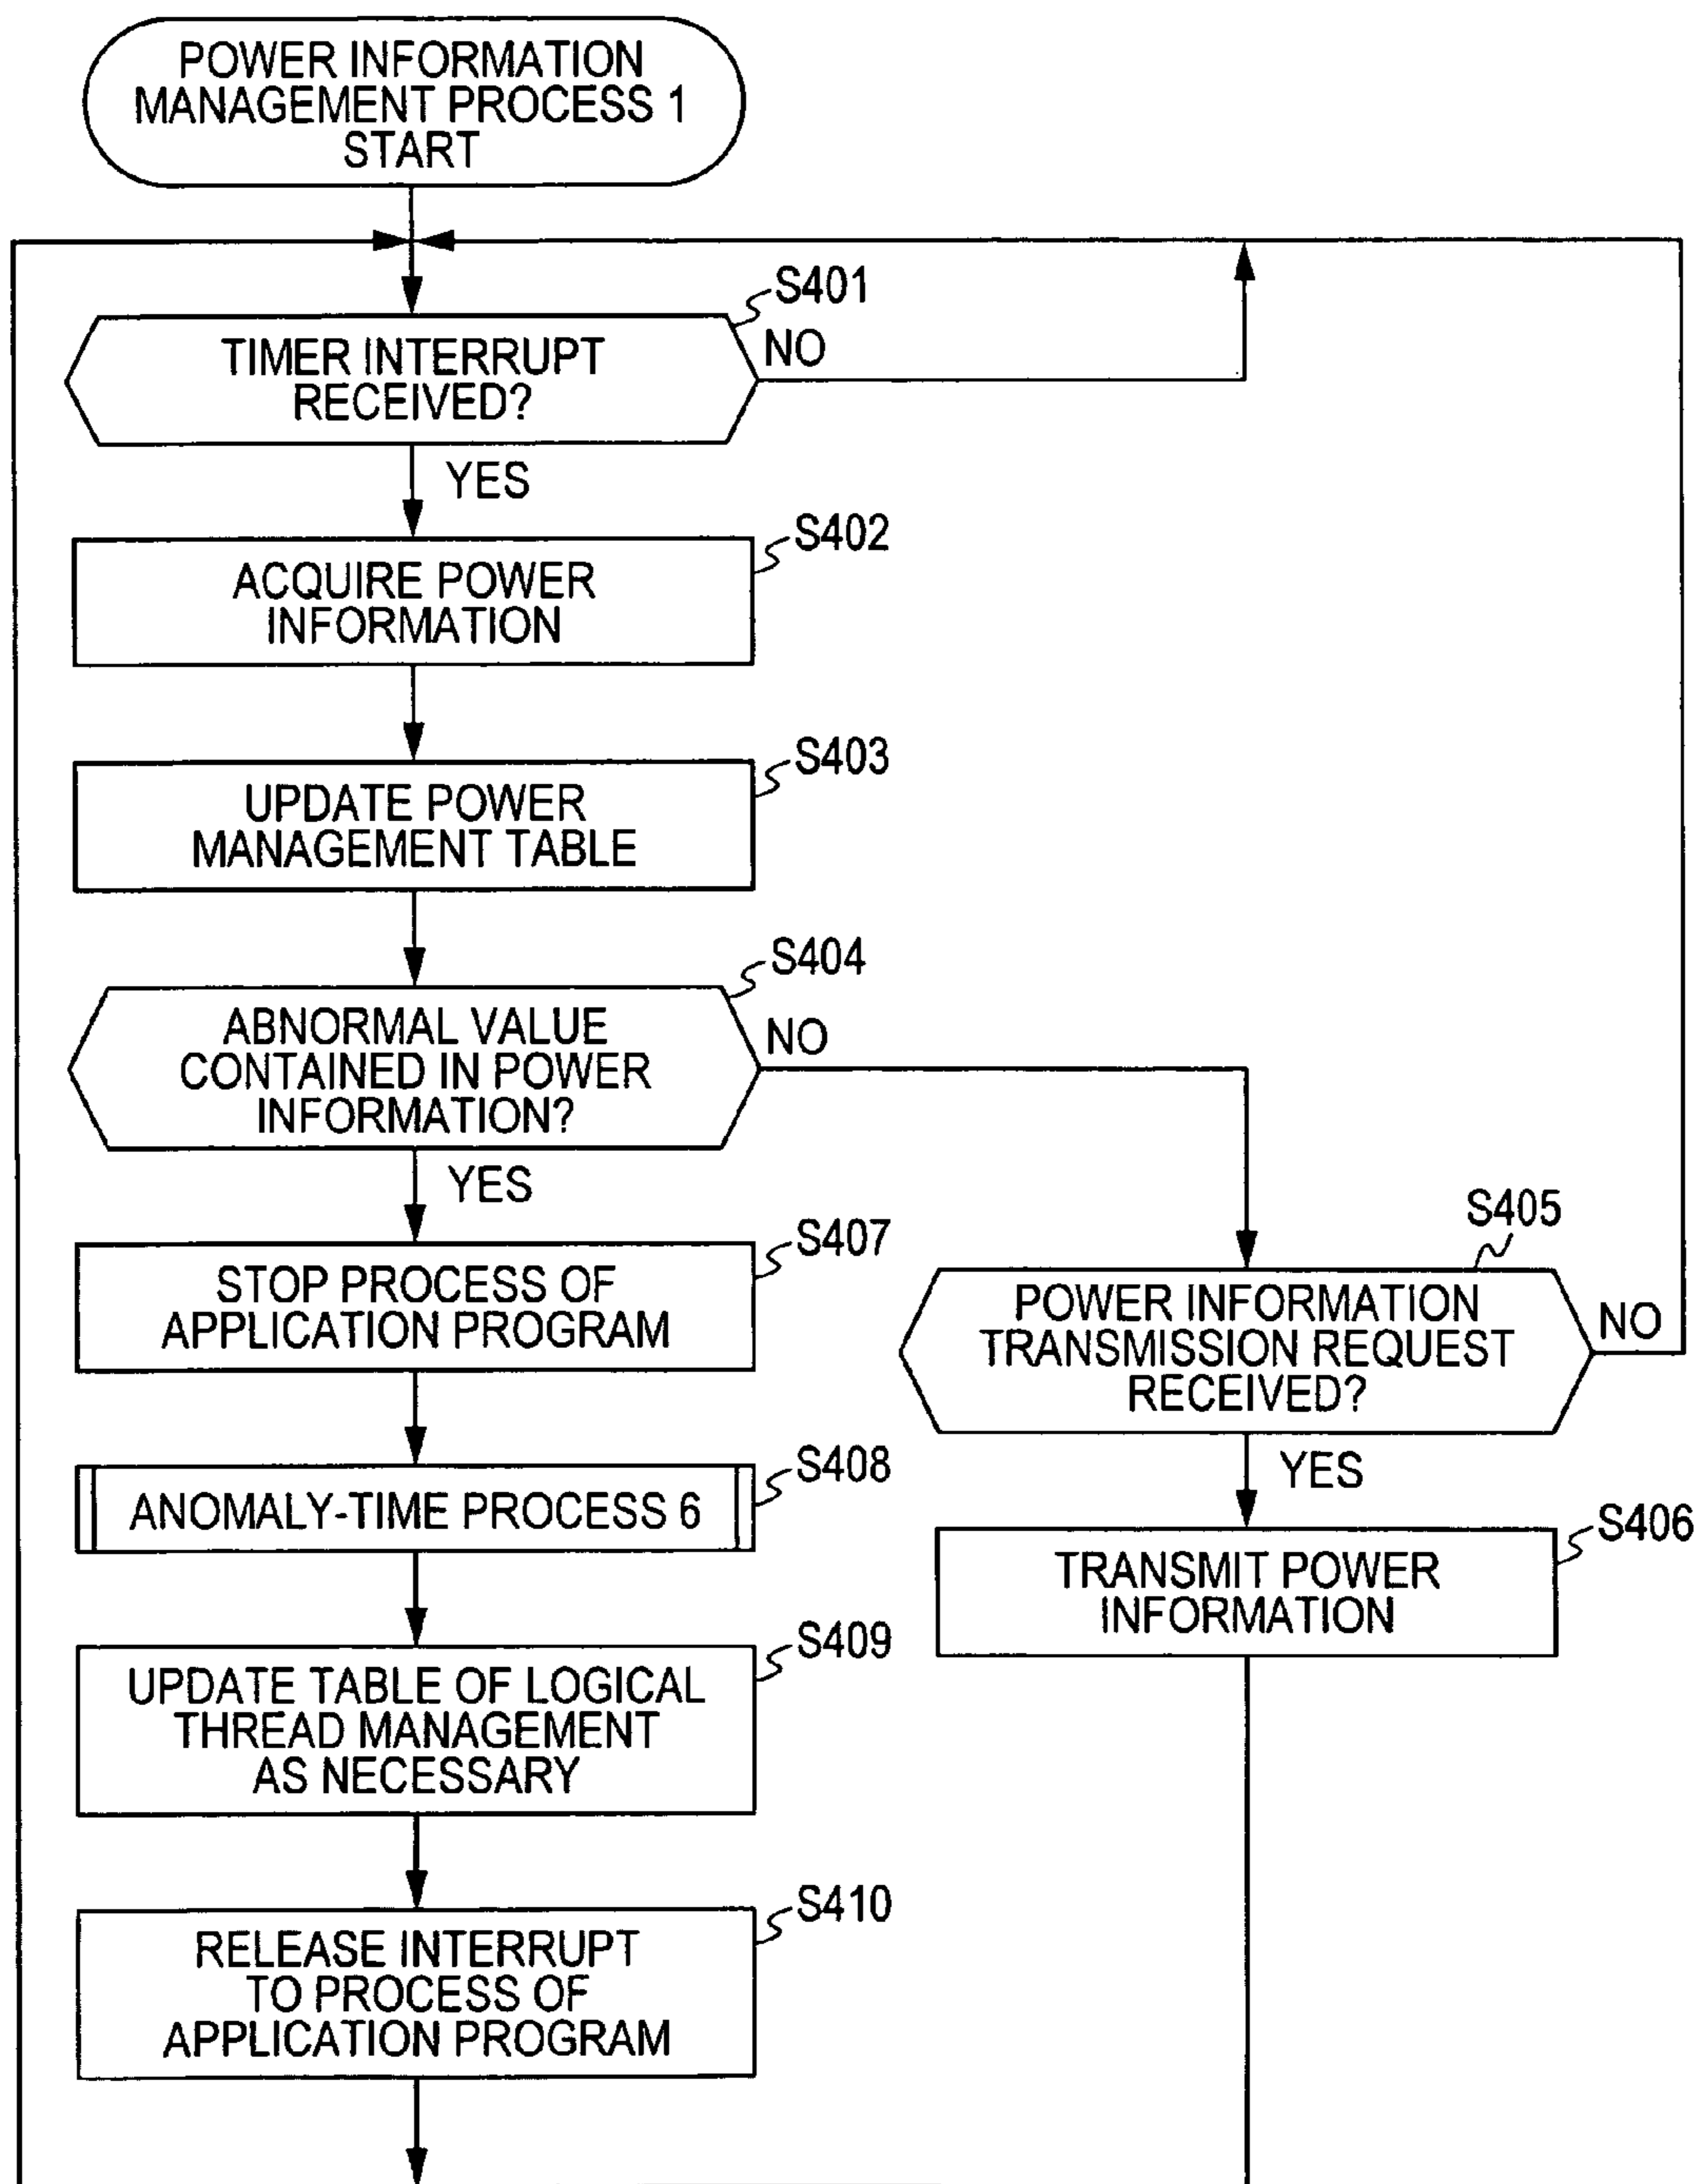 POWER INFORMATION
MANAGEMENT PROCESS 1
START
S401
TIMER INTERRUPT
RECEIVED?
NO
YES
S402
ACQUIRE POWER
INFORMATION
S403
UPDATE POWER
MANAGEMENT TABLE
S404
ABNORMAL VALUE
CONTAINED IN POWER
INFORMATION?
NO
YES
S405
POWER INFORMATION
TRANSMISSION REQUEST
RECEIVED?
NO
YES
S406
TRANSMIT POWER
INFORMATION
S407
STOP PROCESS OF
APPLICATION PROGRAM
S408
ANOMALY-TIME PROCESS 6
S409
UPDATE TABLE OF LOGICAL
THREAD MANAGEMENT
AS NECESSARY
S410
RELEASE INTERRUPT
TO PROCESS OF
APPLICATION PROGRAM